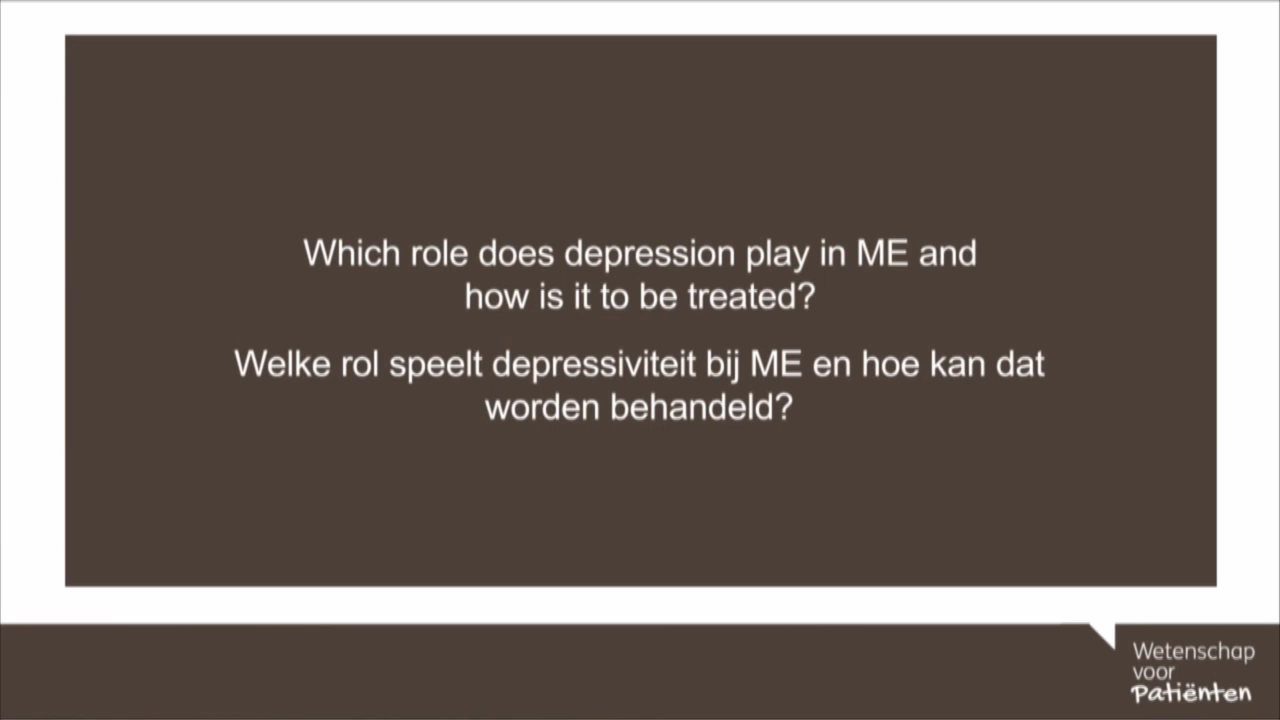 Which role does depression play in ME and
how is it to be treated?
Welke rol speelt depressiviteit bij ME en hoe kan dat
worden behandeld?
Wetenschap
voor
Patiënten